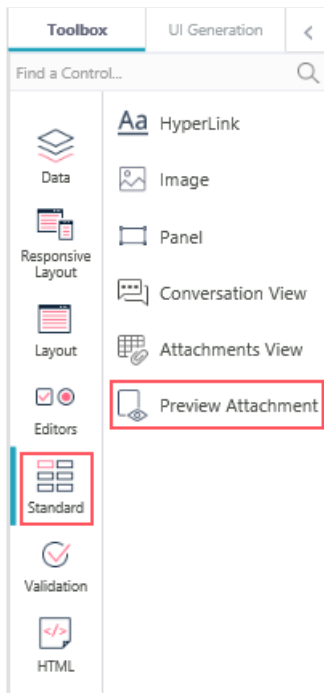 Toolbox
UI Generation
<
Find a Control...
Data
Responsive
Layout
Layout
Editors
Standard
Validation
</>
HTML
Aa HyperLink
Image
Panel
Conversation View
Attachments View
Preview Attachment